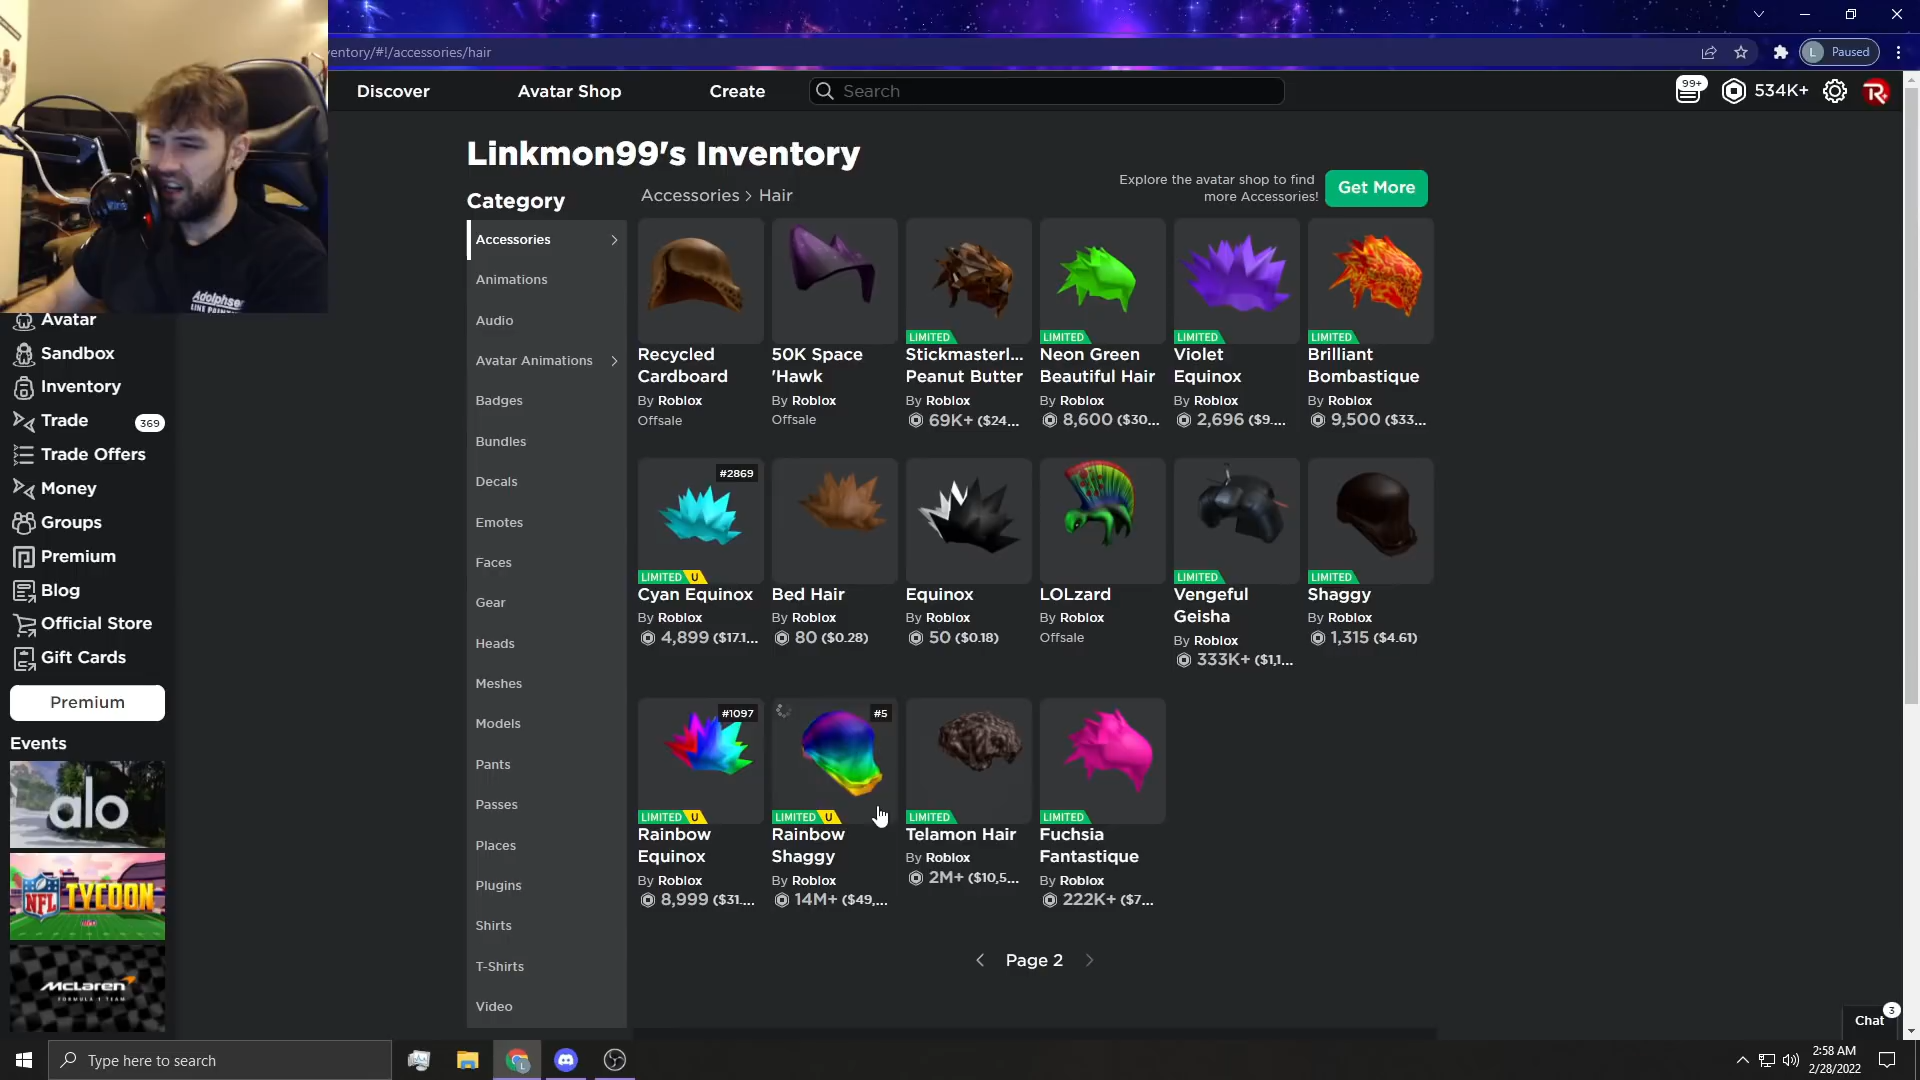 ventory/#!/accessories/hair
L Paused
Discover
Avatar Shop
Create
Search
99+
534K+
Linkmon99's Inventory
Category
Accessories > Hair
Explore the avatar shop to find
more Accessories!
Get More
Accessories
Animations
Audio
Avatar Animations
Badges
Bundles
Decals
Emotes
Faces
Gear
Heads
Meshes
Models
Pants
Passes
Places
Plugins
Shirts
T-Shirts
Video
Avatar
Sandbox
Inventory
Trade 369
Trade Offers
Money
Groups
Premium
Blog
Official Store
Gift Cards
Premium
Events
alo
NFL TYCOON
McLaren
FORMULA 1 TEAM
Adolphsen
LINE PAINTING
Recycled
Cardboard
By Roblox
Offsale
50K Space
'Hawk
By Roblox
Offsale
LIMITED
Stickmasterl...
Peanut Butter
By Roblox
69K+ ($24...
LIMITED
Neon Green
Beautiful Hair
By Roblox
8,600 ($30...
LIMITED
Violet
Equinox
By Roblox
2,696 ($9....
LIMITED
Brilliant
Bombastique
By Roblox
9,500 ($33...
#2869
LIMITED U
Cyan Equinox
By Roblox
4,899 ($17.1...
Bed Hair
By Roblox
80 ($0.28)
Equinox
By Roblox
50 ($0.18)
LOLzard
By Roblox
Offsale
LIMITED
Vengeful
Geisha
By Roblox
333K+ ($1,1...
LIMITED
Shaggy
By Roblox
1,315 ($4.61)
#1097
LIMITED U
Rainbow
Equinox
By Roblox
8,999 ($31....
#5
LIMITED U
Rainbow
Shaggy
By Roblox
14M+ ($49,...
LIMITED
Telamon Hair
By Roblox
2M+ ($10,5...
LIMITED
Fuchsia
Fantastique
By Roblox
222K+ ($7...
Page 2
Chat 3
Type here to search
2:58 AM
2/28/2022